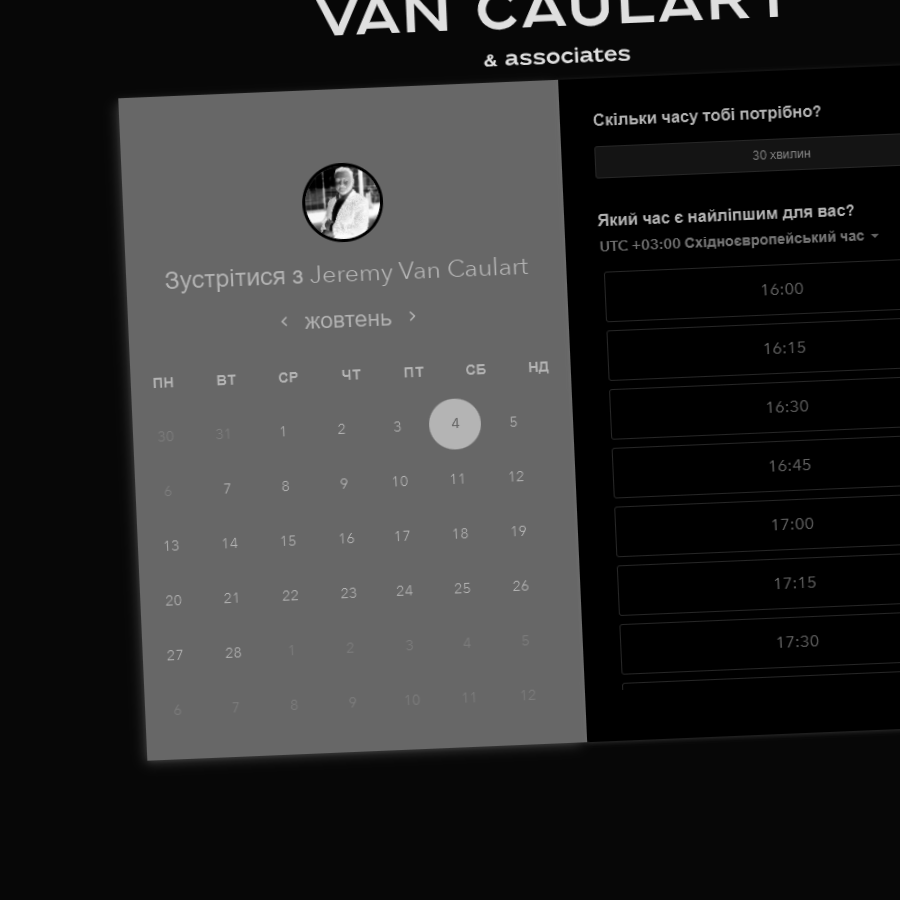 VAN CAULART
& associates
Зустрітися з Jeremy Van Caulart
‹ жовтень ›
ПН ВТ СР ЧТ ПТ СБ НД
30 31 1 2 3 4 5
6 7 8 9 10 11 12
13 14 15 16 17 18 19
20 21 22 23 24 25 26
27 28 1 2 3 4 5
6 7 8 9 10 11 12
Скільки часу тобі потрібно?
30 хвилин
Який час є найліпшим для вас?
UTC +03:00 Східноєвропейський час
16:00
16:15
16:30
16:45
17:00
17:15
17:30